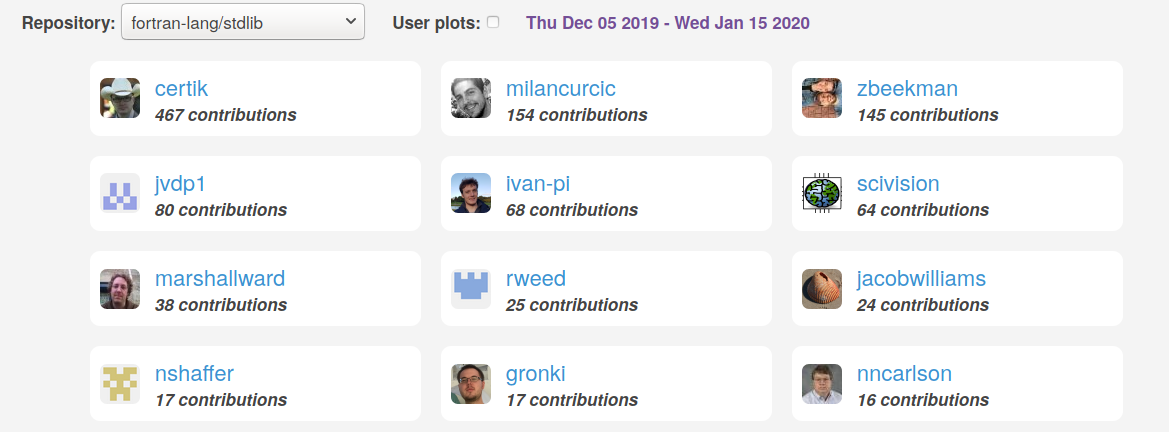 Repository: fortran-lang/stdlib User plots: Thu Dec 05 2019 - Wed Jan 15 2020
certik
467 contributions
milancurcic
154 contributions
zbeekman
145 contributions
jvdp1
80 contributions
ivan-pi
68 contributions
scivision
64 contributions
marshallward
38 contributions
rweed
25 contributions
jacobwilliams
24 contributions
nshaffer
17 contributions
gronki
17 contributions
nncarlson
16 contributions